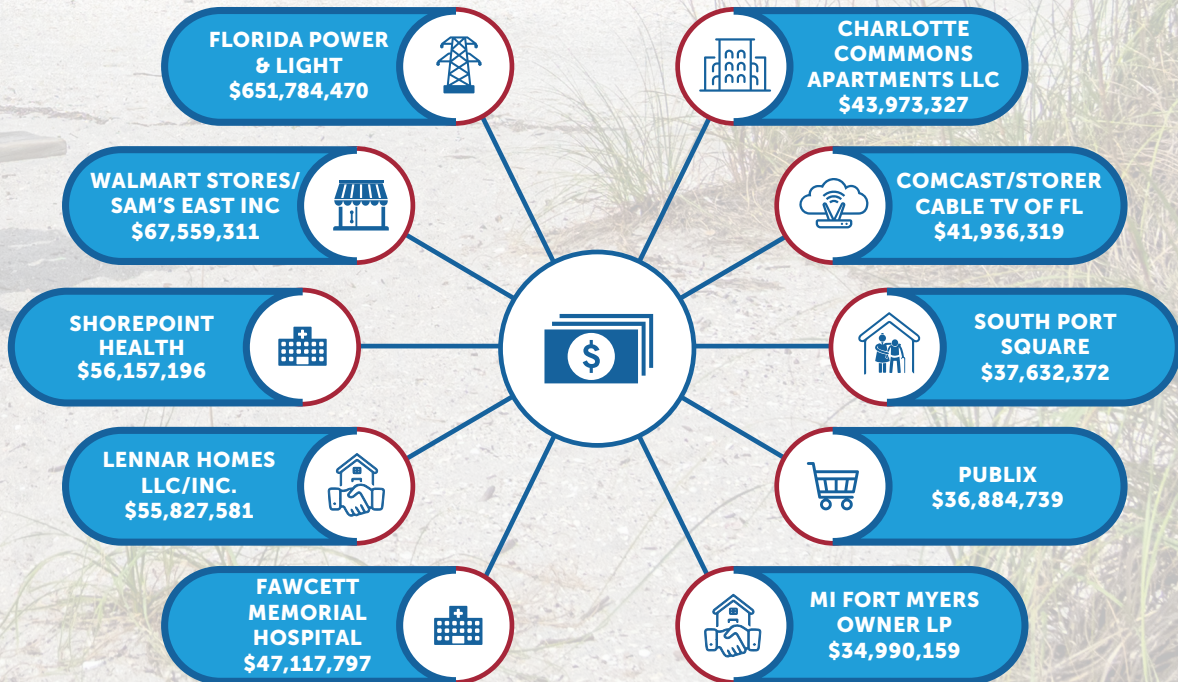 FLORIDA POWER
& LIGHT
$651,784,470
WALMART STORES/
SAM'S EAST INC
$67,559,311
SHOREPOINT
HEALTH
$56,157,196
LENNAR HOMES
LLC/INC.
$55,827,581
FAWCETT
MEMORIAL
HOSPITAL
$47,117,797
$
CHARLOTTE
COMMMONS
APARTMENTS LLC
$43,973,327
COMCAST/STORER
CABLE TV OF FL
$41,936,319
SOUTH PORT
SQUARE
$37,632,372
PUBLIX
$36,884,739
MI FORT MYERS
OWNER LP
$34,990,159